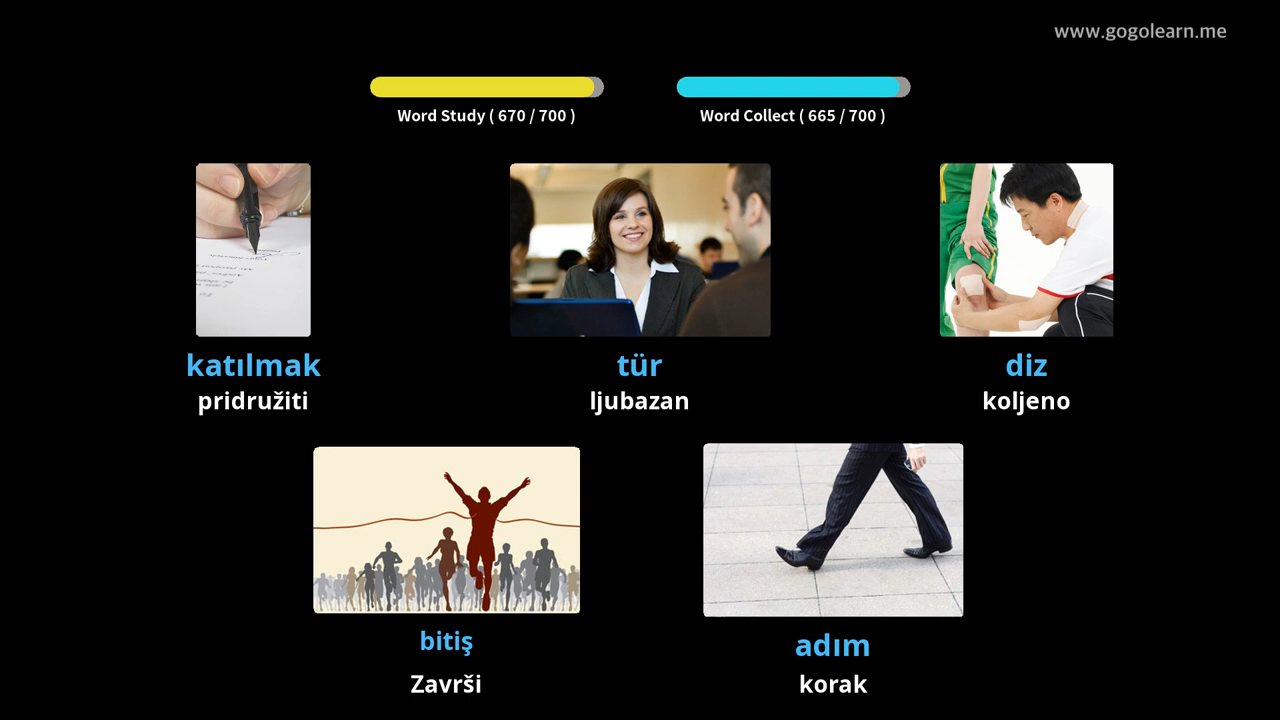 www.gogolearn.me
Word Study ( 670 / 700 )
Word Collect ( 665 / 700 )
katılmak
pridružiti
tür
ljubazan
diz
koljeno
bitiş
Završi
adım
korak